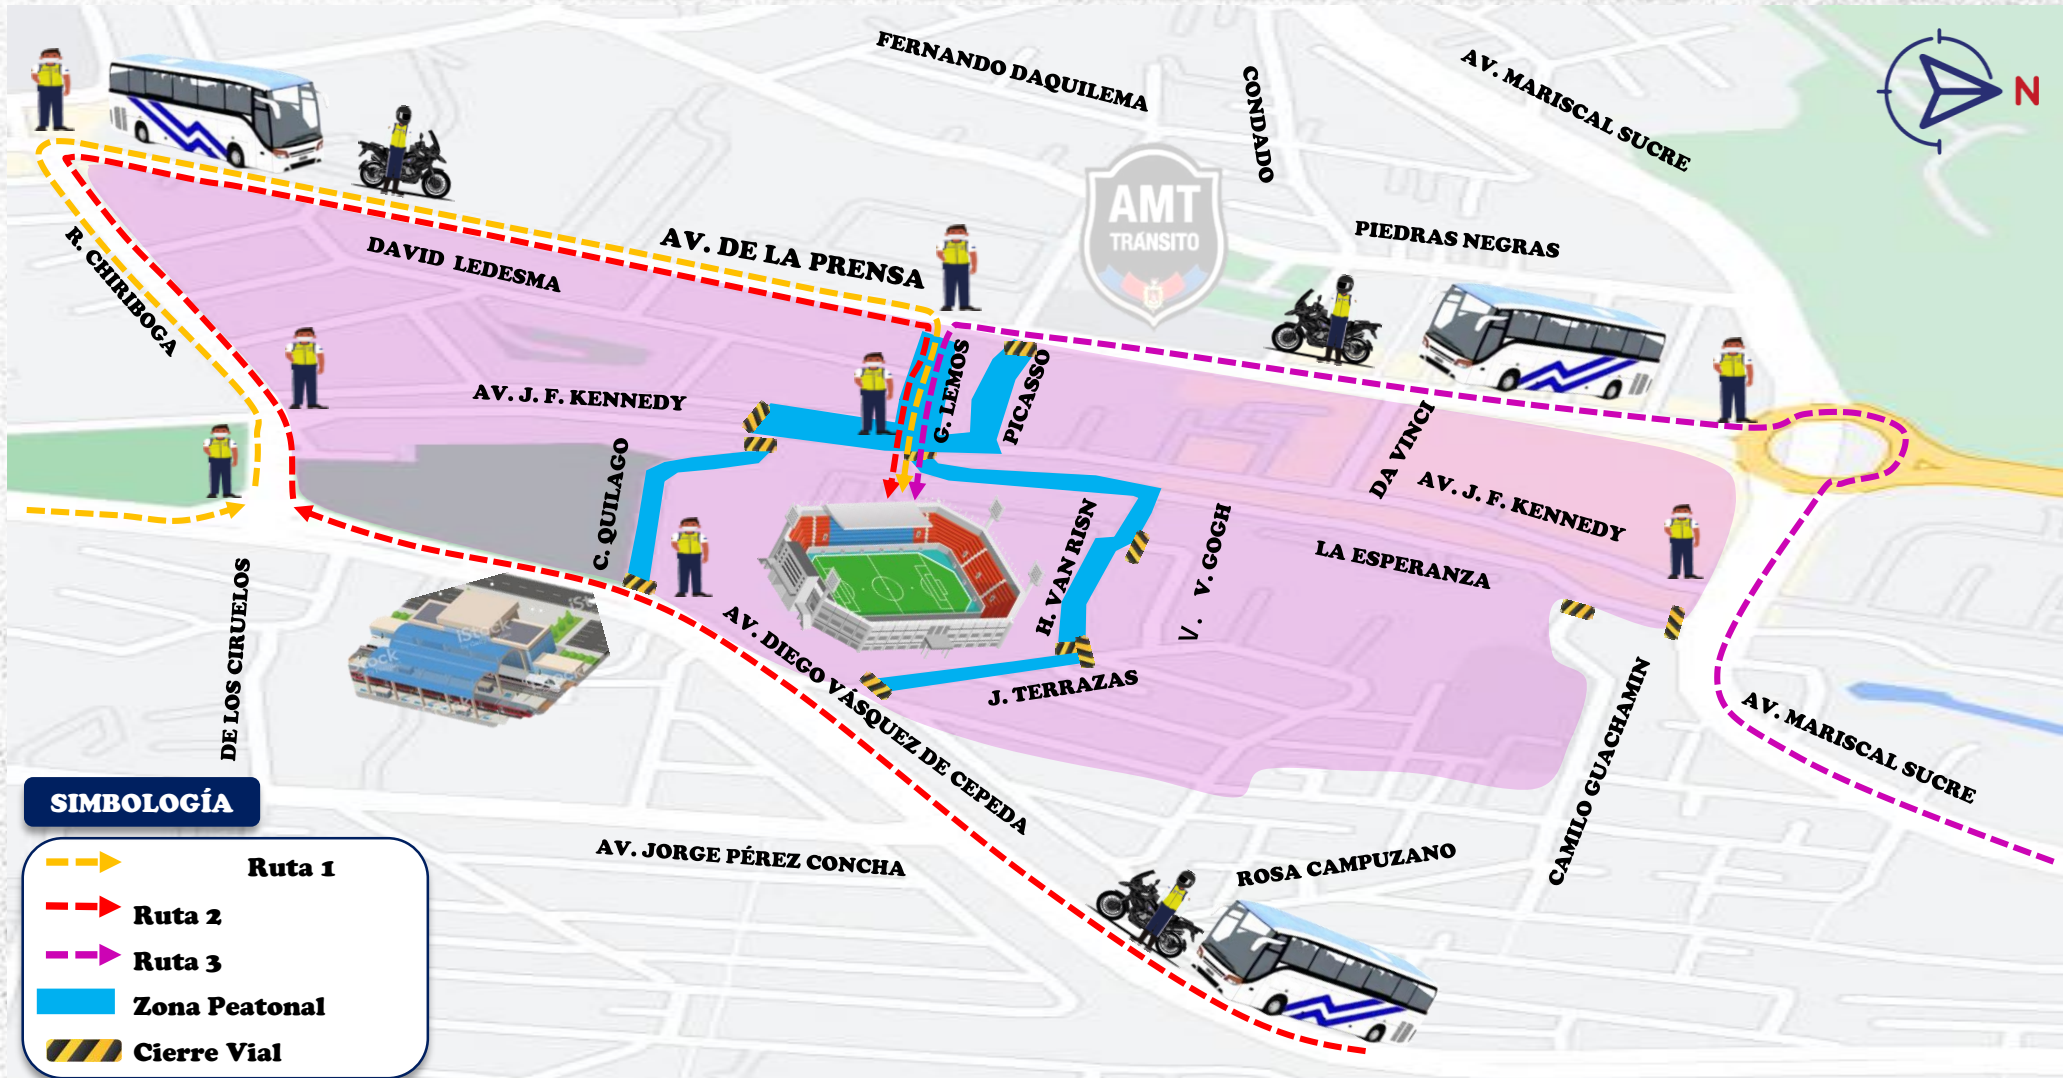 FERNANDO DAQUILEMA
CONDADO
AV. MARISCAL SUCRE
N
AMT
TRÁNSITO
PIEDRAS NEGRAS
AV. DE LA PRENSA
DAVID LEDESMA
R. CHIRIBOGA
AV. J. F. KENNEDY
G. LEMOS
PICASSO
DA VINCI
AV. J. F. KENNEDY
C. QUILAGO
H. VAN RISN
V. V. GOGH
LA ESPERANZA
DE LOS CIRUELOS
iStock
AV. DIEGO VÁSQUEZ DE CEPEDA
J. TERRAZAS
CAMILO GUACHAMIN
AV. MARISCAL SUCRE
AV. JORGE PÉREZ CONCHA
ROSA CAMPUZANO
SIMBOLOGÍA
Ruta 1
Ruta 2
Ruta 3
Zona Peatonal
Cierre Vial